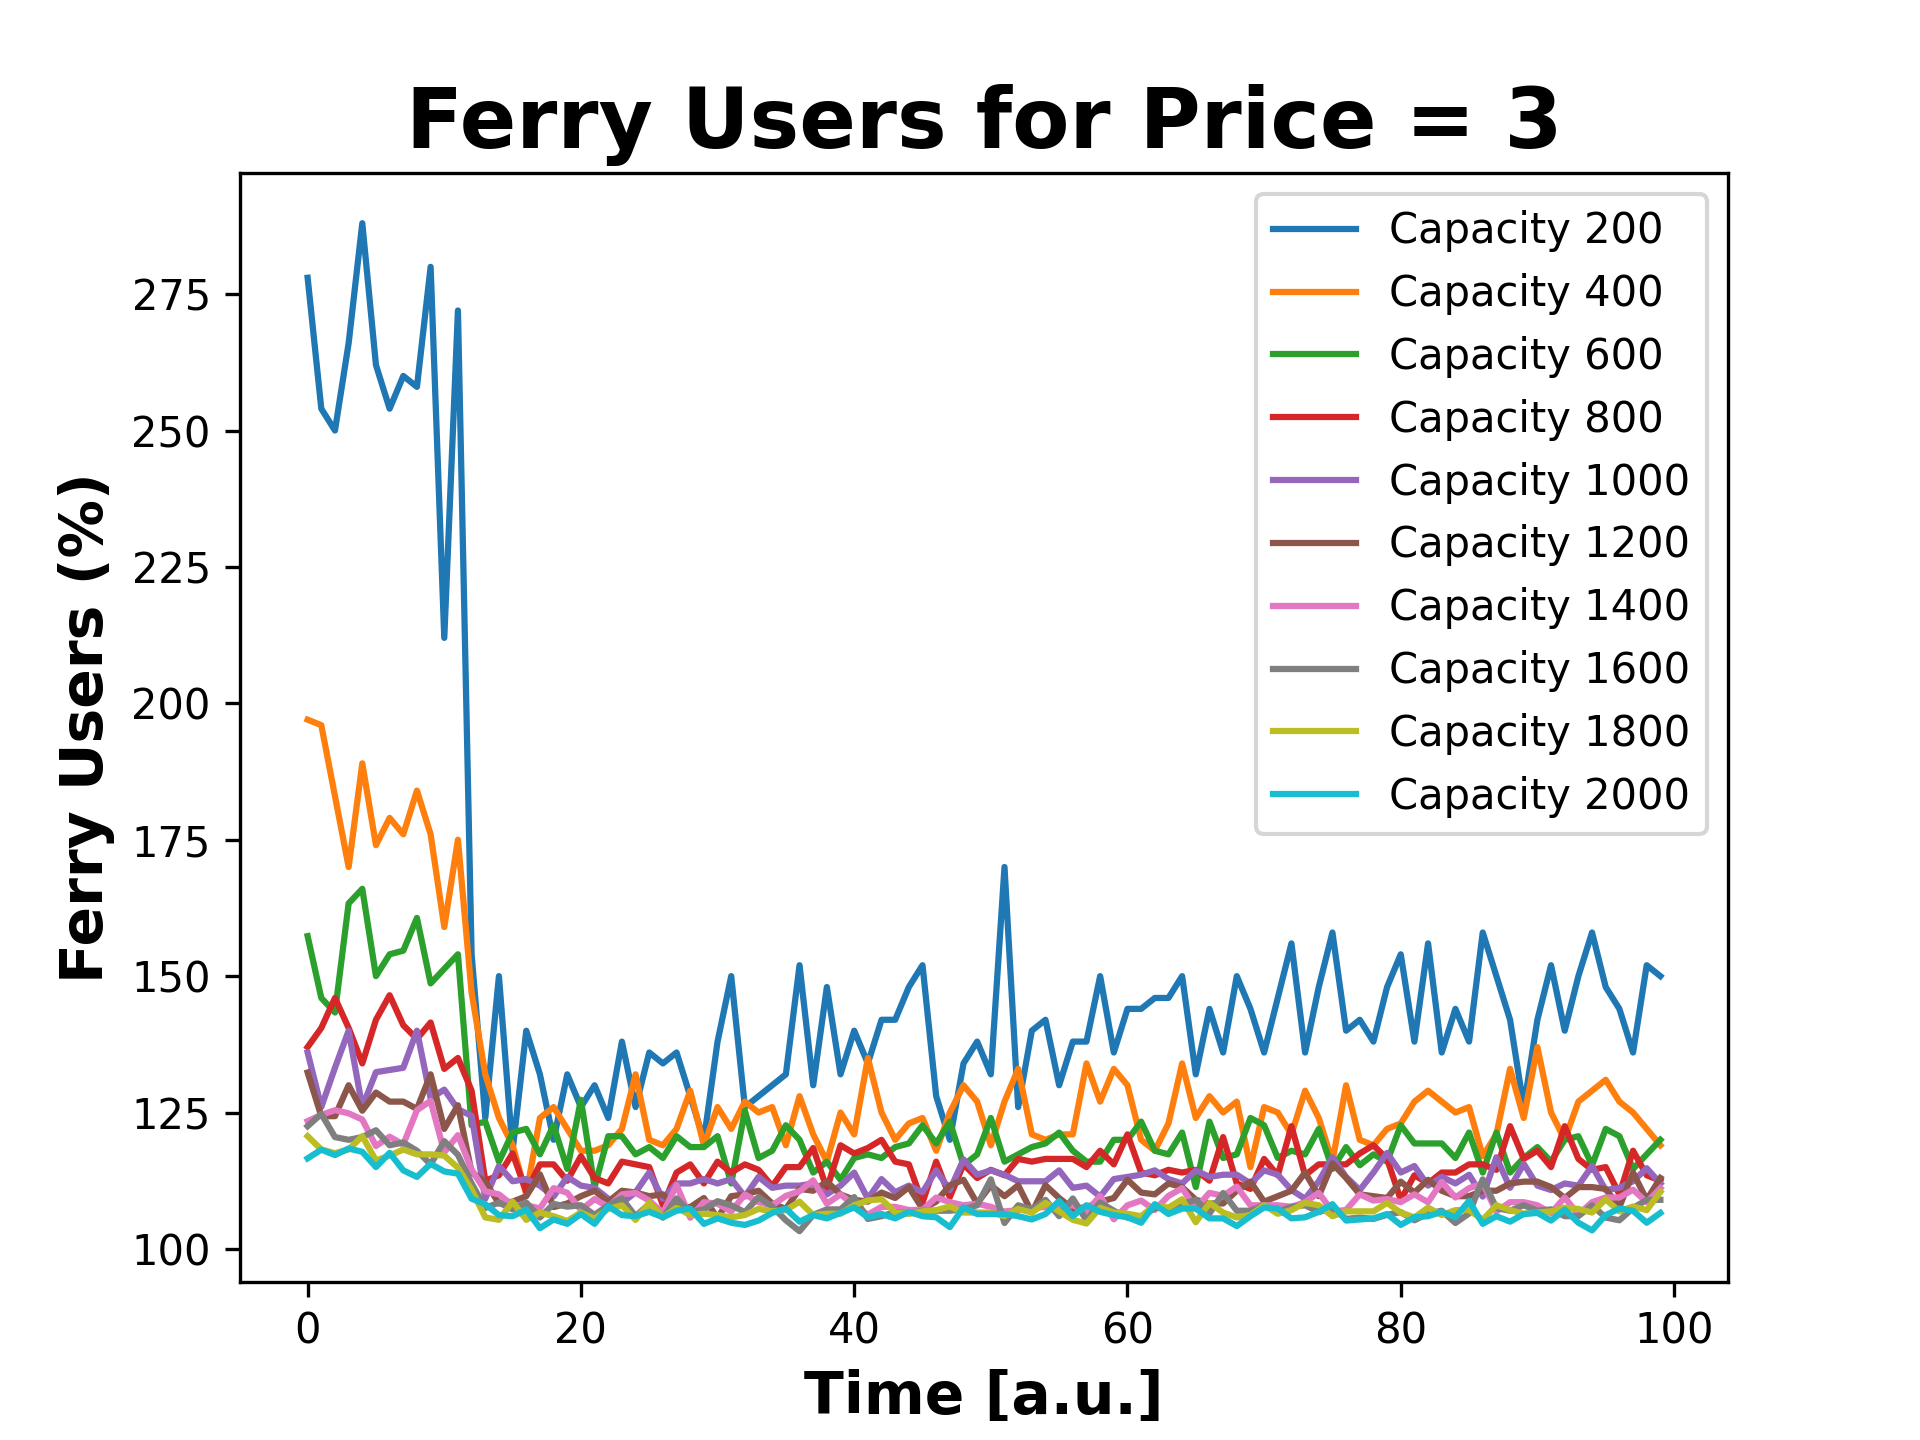 Ferry Users for Price = 3
Ferry Users (%)
275
250
225
200
175
150
125
100
Capacity 200
Capacity 400
Capacity 600
Capacity 800
Capacity 1000
Capacity 1200
Capacity 1400
Capacity 1600
Capacity 1800
Capacity 2000
0 20 40 60 80 100
Time [a.u.]